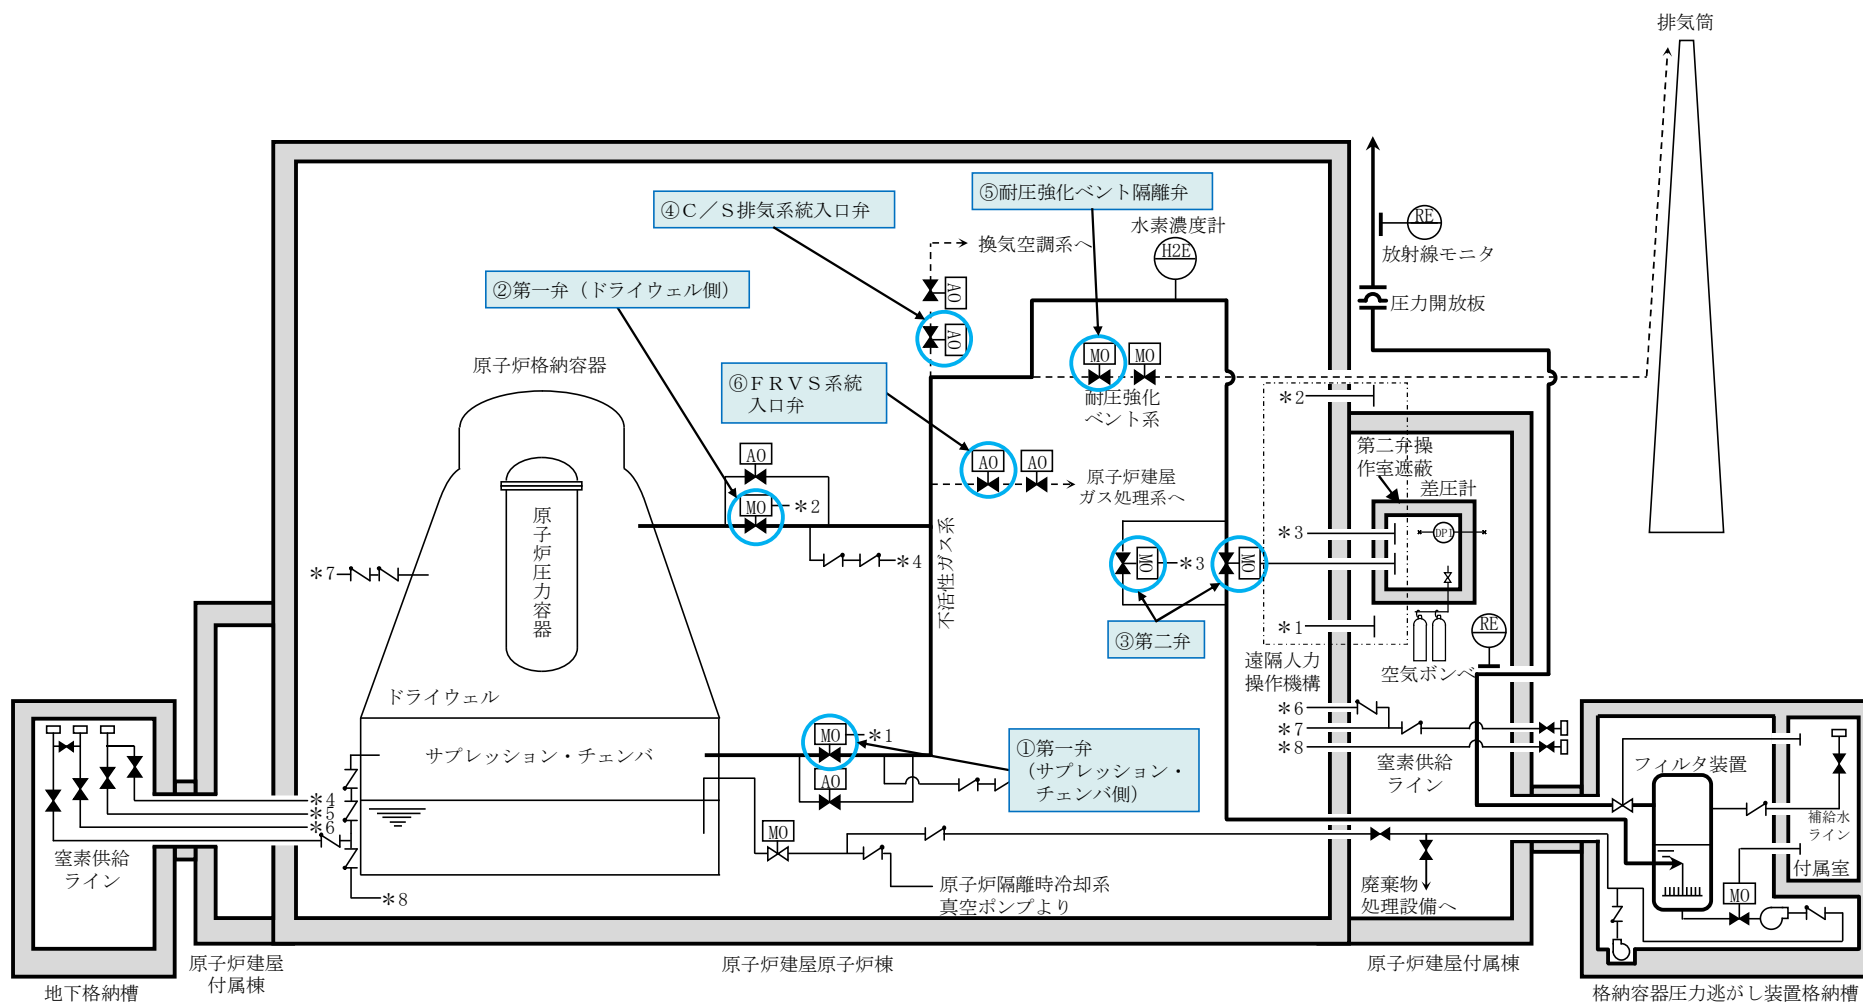 排気筒
⑤耐圧強化ベント隔離弁
④Ｃ／Ｓ排気系統入口弁
水素濃度計
H2E
RE
放射線モニタ
換気空調系へ
AO
AO
②第一弁（ドライウェル側）
圧力開放板
原子炉格納容器
⑥ＦＲＶＳ系統
入口弁
MO
MO
耐圧強化
ベント系
＊2
AO
MO
＊2
AO
AO
原子炉建屋
ガス処理系へ
第二弁操
作室遮蔽
差圧計
DPI
原子炉圧力容器
不活性ガス系
＊4
＊7
MO
＊3
MO
＊3
③第二弁
＊1
RE
遠隔人力
操作機構
空気ボンベ
ドライウェル
サプレッション・チェンバ
MO
＊1
AO
①第一弁
（サプレッション・
チェンバ側）
＊6
＊7
＊8
窒素供給
ライン
フィルタ装置
補給水
ライン
付属室
MO
＊4
＊5
＊6
窒素供給
ライン
＊8
MO
原子炉隔離時冷却系
真空ポンプより
廃棄物
処理設備へ
原子炉建屋
付属棟
地下格納槽
原子炉建屋原子炉棟
原子炉建屋付属棟
格納容器圧力逃がし装置格納槽